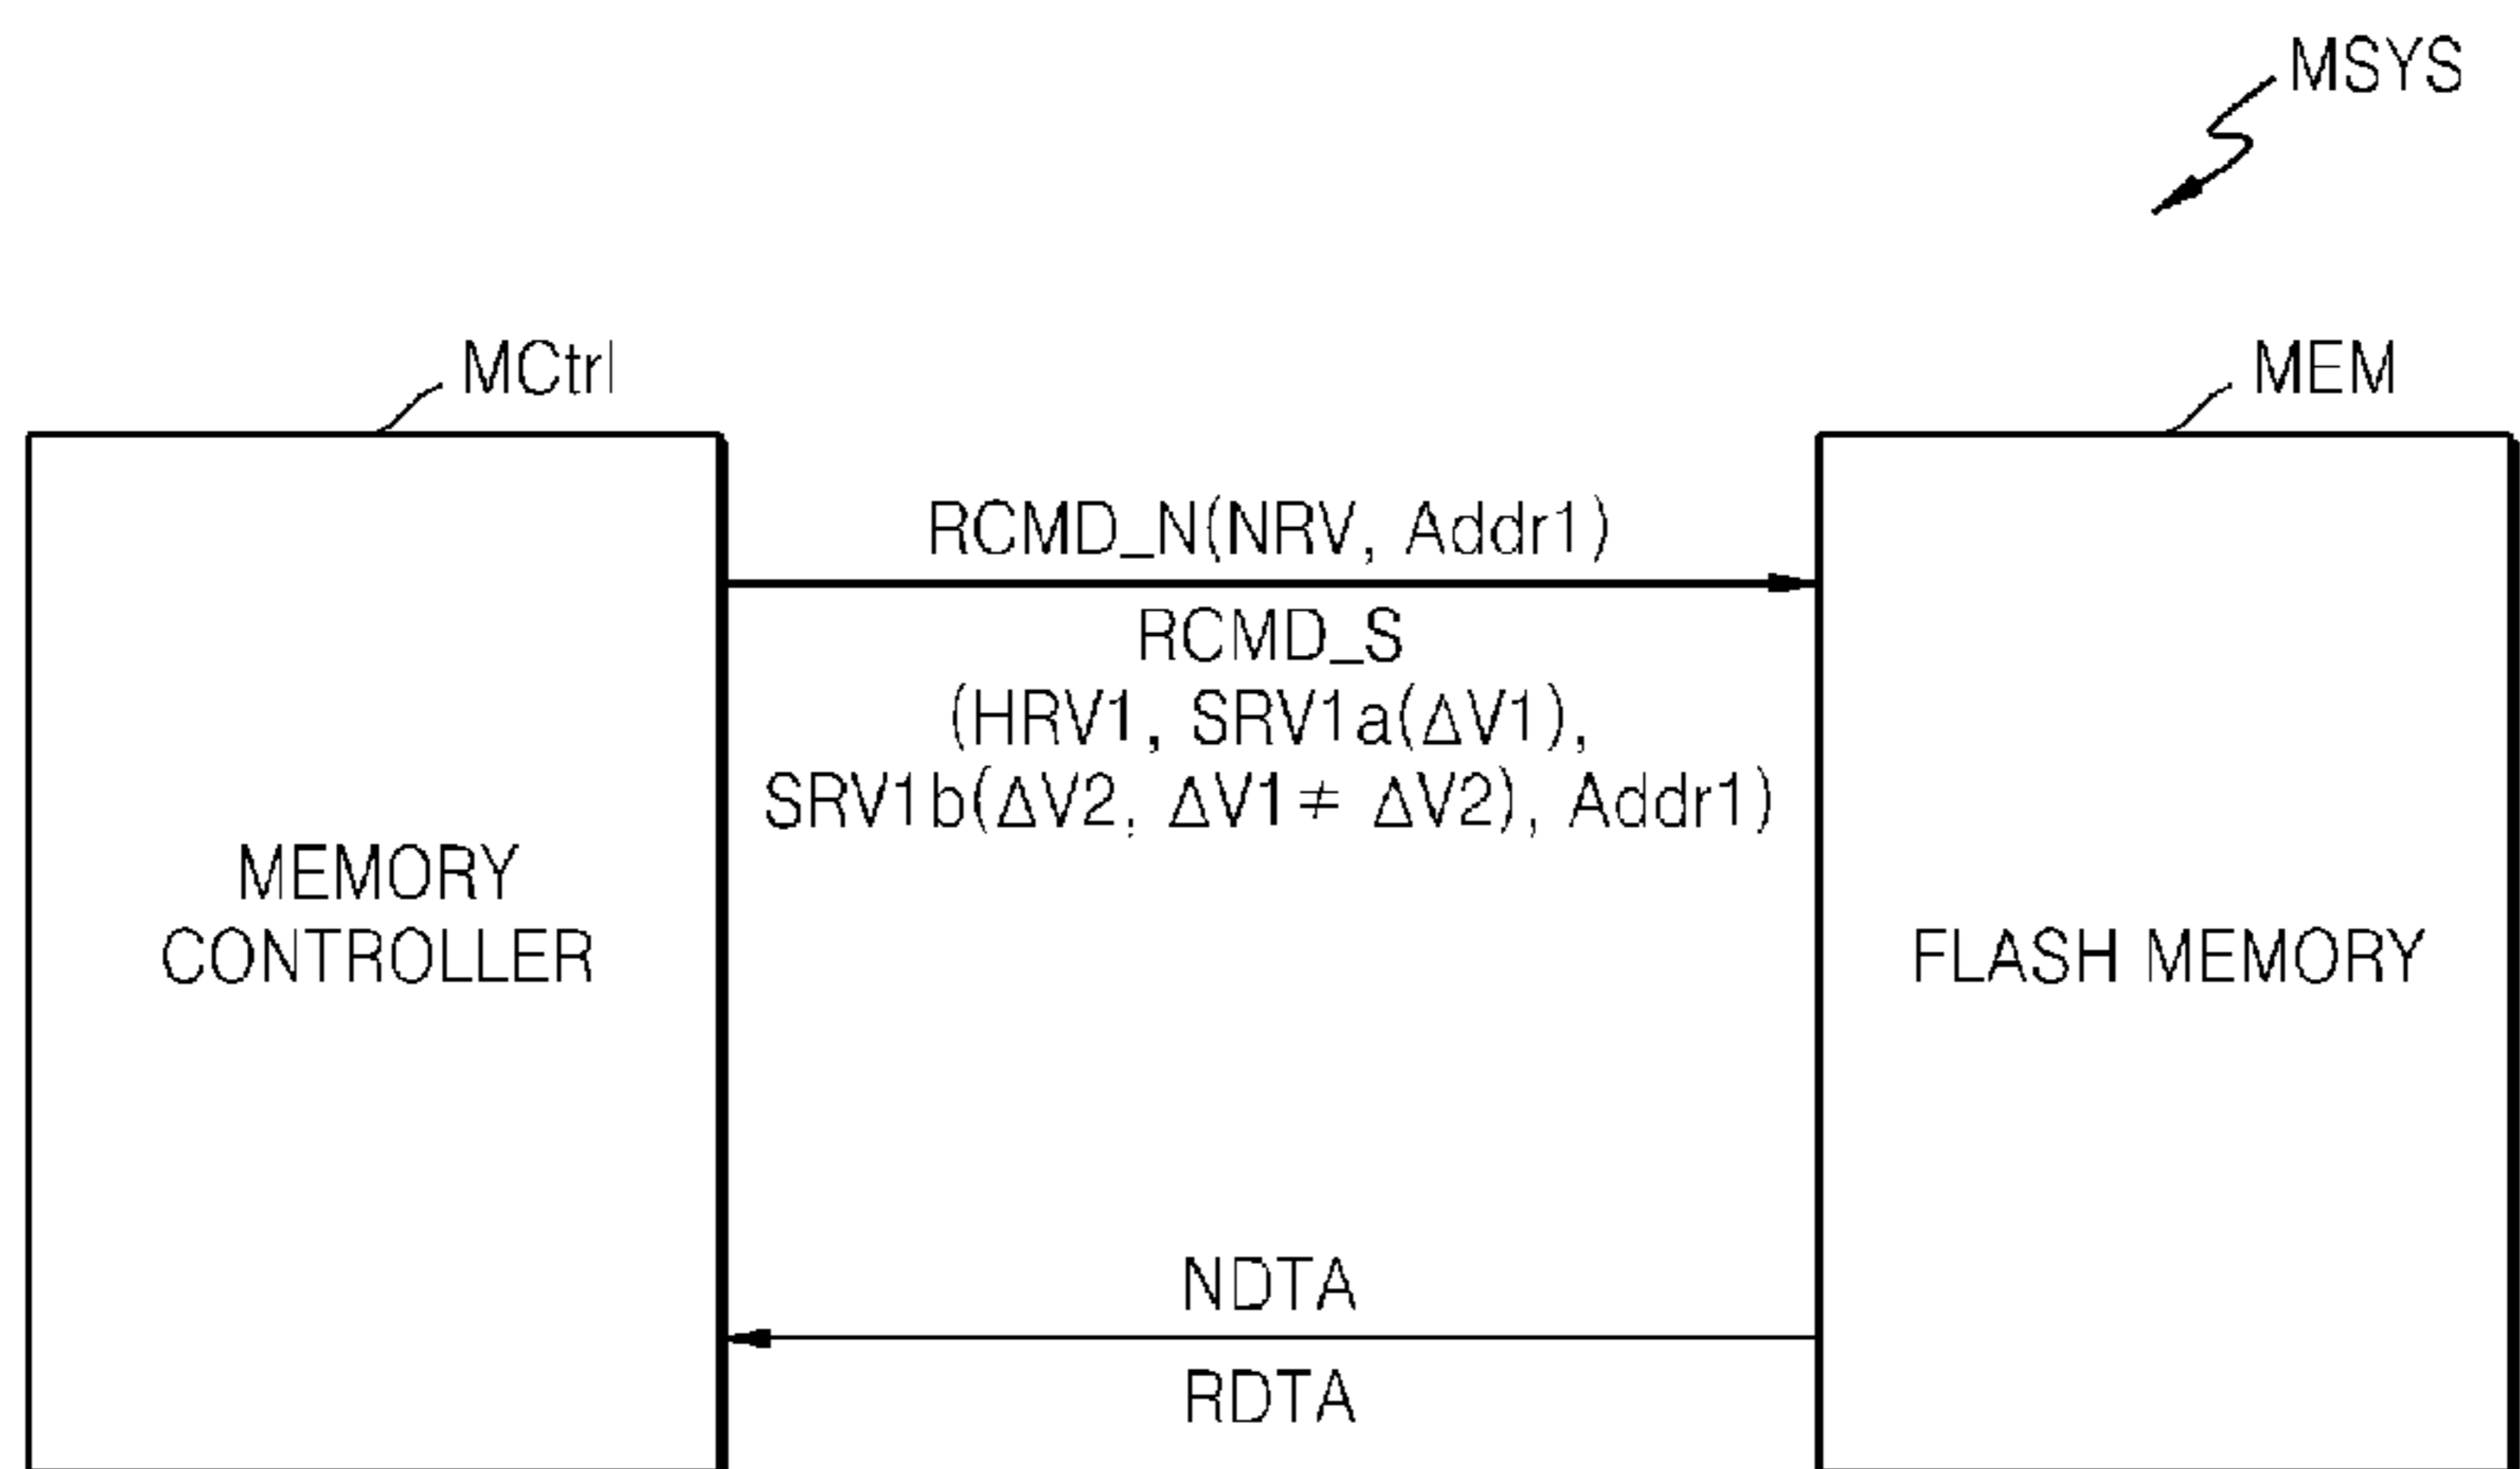 MSYS
MCtrl
MEM
RCMD_N(NRV, Addr1)
RCMD_S
(HRV1, SRV1a(ΔV1),
SRV1b(ΔV2, ΔV1≠ ΔV2), Addr1)
MEMORY
CONTROLLER
FLASH MEMORY
NDTA
RDTA